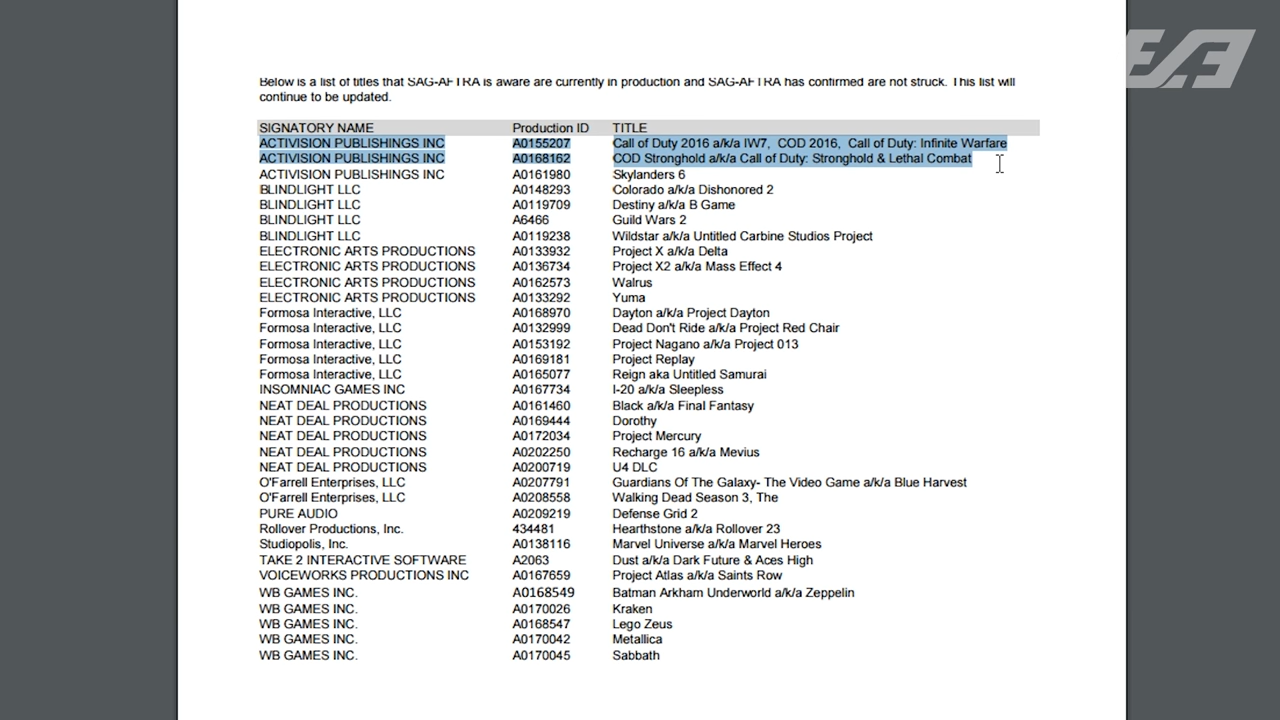 Below is a list of titles that SAG-AFTRA is aware are currently in production and SAG-AFTRA has confirmed are not struck. This list will
continue to be updated.
SIGNATORY NAME Production ID TITLE
ACTIVISION PUBLISHINGS INC A0155207 Call of Duty 2016 a/k/a IW7, COD 2016, Call of Duty: Infinite Warfare
ACTIVISION PUBLISHINGS INC A0168162 COD Stronghold a/k/a Call of Duty: Stronghold & Lethal Combat
ACTIVISION PUBLISHINGS INC A0161980 Skylanders 6
BLINDLIGHT LLC A0148293 Colorado a/k/a Dishonored 2
BLINDLIGHT LLC A0119709 Destiny a/k/a B Game
BLINDLIGHT LLC A6466 Guild Wars 2
BLINDLIGHT LLC A0119238 Wildstar a/k/a Untitled Carbine Studios Project
ELECTRONIC ARTS PRODUCTIONS A0133932 Project X a/k/a Delta
ELECTRONIC ARTS PRODUCTIONS A0136734 Project X2 a/k/a Mass Effect 4
ELECTRONIC ARTS PRODUCTIONS A0162573 Walrus
ELECTRONIC ARTS PRODUCTIONS A0133292 Yuma
Formosa Interactive, LLC A0168970 Dayton a/k/a Project Dayton
Formosa Interactive, LLC A0132999 Dead Don't Ride a/k/a Project Red Chair
Formosa Interactive, LLC A0153192 Project Nagano a/k/a Project 013
Formosa Interactive, LLC A0169181 Project Replay
Formosa Interactive, LLC A0165077 Reign aka Untitled Samurai
INSOMNIAC GAMES INC A0167734 I-20 a/k/a Sleepless
NEAT DEAL PRODUCTIONS A0161460 Black a/k/a Final Fantasy
NEAT DEAL PRODUCTIONS A0169444 Dorothy
NEAT DEAL PRODUCTIONS A0172034 Project Mercury
NEAT DEAL PRODUCTIONS A0202250 Recharge 16 a/k/a Mevius
NEAT DEAL PRODUCTIONS A0200719 U4 DLC
O'Farrell Enterprises, LLC A0207791 Guardians Of The Galaxy- The Video Game a/k/a Blue Harvest
O'Farrell Enterprises, LLC A0208558 Walking Dead Season 3, The
PURE AUDIO A0209219 Defense Grid 2
Rollover Productions, Inc. 434481 Hearthstone a/k/a Rollover 23
Studiopolis, Inc. A0138116 Marvel Universe a/k/a Marvel Heroes
TAKE 2 INTERACTIVE SOFTWARE A2063 Dust a/k/a Dark Future & Aces High
VOICEWORKS PRODUCTIONS INC A0167659 Project Atlas a/k/a Saints Row
WB GAMES INC. A0168549 Batman Arkham Underworld a/k/a Zeppelin
WB GAMES INC. A0170026 Kraken
WB GAMES INC. A0168547 Lego Zeus
WB GAMES INC. A0170042 Metallica
WB GAMES INC. A0170045 Sabbath